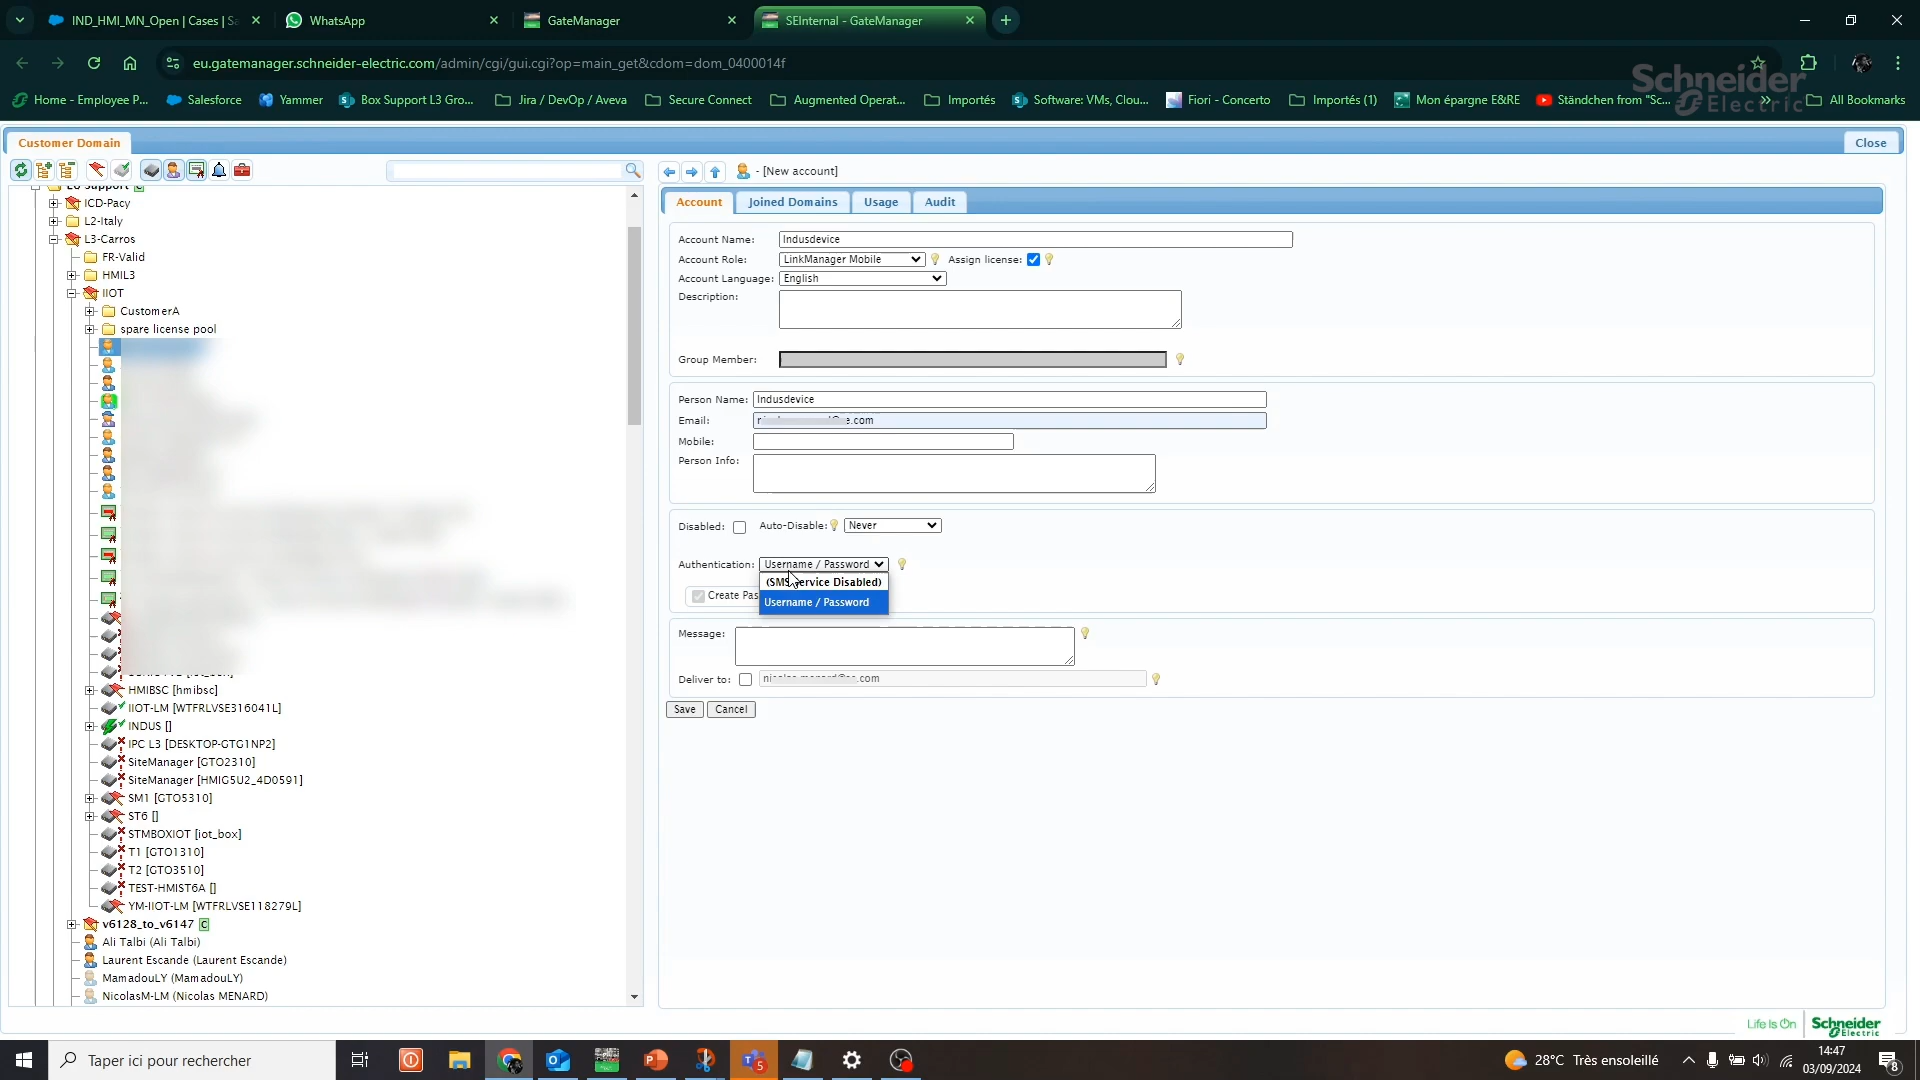 IND_HMI_MN_Open | Cases | S
WhatsApp
GateManager
SEInternal - GateManager
eu.gatemanager.schneider-electric.com/admin/cgi/gui.cgi?op=main_get&cdom=dom_0400014f
Schneider
Electric
Home - Employee P...
Salesforce
Yammer
Box Support L3 Gro...
Jira / DevOp / Aveva
Secure Connect
Augmented Operat...
Importés
Software: VMs, Clou...
Fiori - Concerto
Importés (1)
Mon épargne E&RE
Ständchen from "Sc...
All Bookmarks
Customer Domain
Close
- [New account]
ICD-Pacy
L2-Italy
L3-Carros
FR-Valid
HMIL3
IIOT
CustomerA
spare license pool
HMIBSC [hmibsc]
IIOT-LM [WTFRLVSE316041L]
INDUS []
IPC L3 [DESKTOP-GTG1NP2]
SiteManager [GTO2310]
SiteManager [HMIG5U2_4D0591]
SM1 [GTO5310]
ST6 []
STMBOXIOT [iot_box]
T1 [GTO1310]
T2 [GTO3510]
TEST-HMIST6A []
YM-IIOT-LM [WTFRLVSE118279L]
v6128_to_v6147 C
Ali Talbi (Ali Talbi)
Laurent Escande (Laurent Escande)
MamadouLY (MamadouLY)
NicolasM-LM (Nicolas MENARD)
Account
Joined Domains
Usage
Audit
Account Name: Indusdevice
Account Role: LinkManager Mobile Assign license:
Account Language: English
Description:
Group Member:
Person Name: Indusdevice
Email:
Mobile:
Person Info:
Disabled: Auto-Disable: Never
Authentication: Username / Password
(SMS service Disabled)
Create Pas
Username / Password
Message:
Deliver to:
Save Cancel
Life Is On
Schneider
Electric
Taper ici pour rechercher
5
28°C Très ensoleillé
14:47
03/09/2024
8